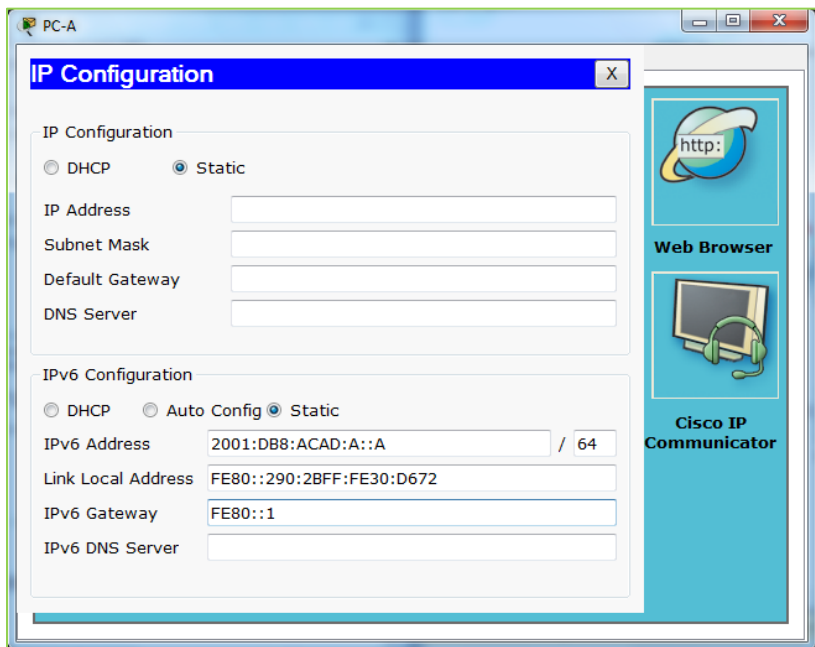 PC-A
IP Configuration
X
IP Configuration
DHCP Static
IP Address
Subnet Mask
Default Gateway
DNS Server
IPv6 Configuration
DHCP Auto Config Static
IPv6 Address 2001:DB8:ACAD:A::A / 64
Link Local Address FE80::290:2BFF:FE30:D672
IPv6 Gateway FE80::1
IPv6 DNS Server
http:
Web Browser
Cisco IP
Communicator